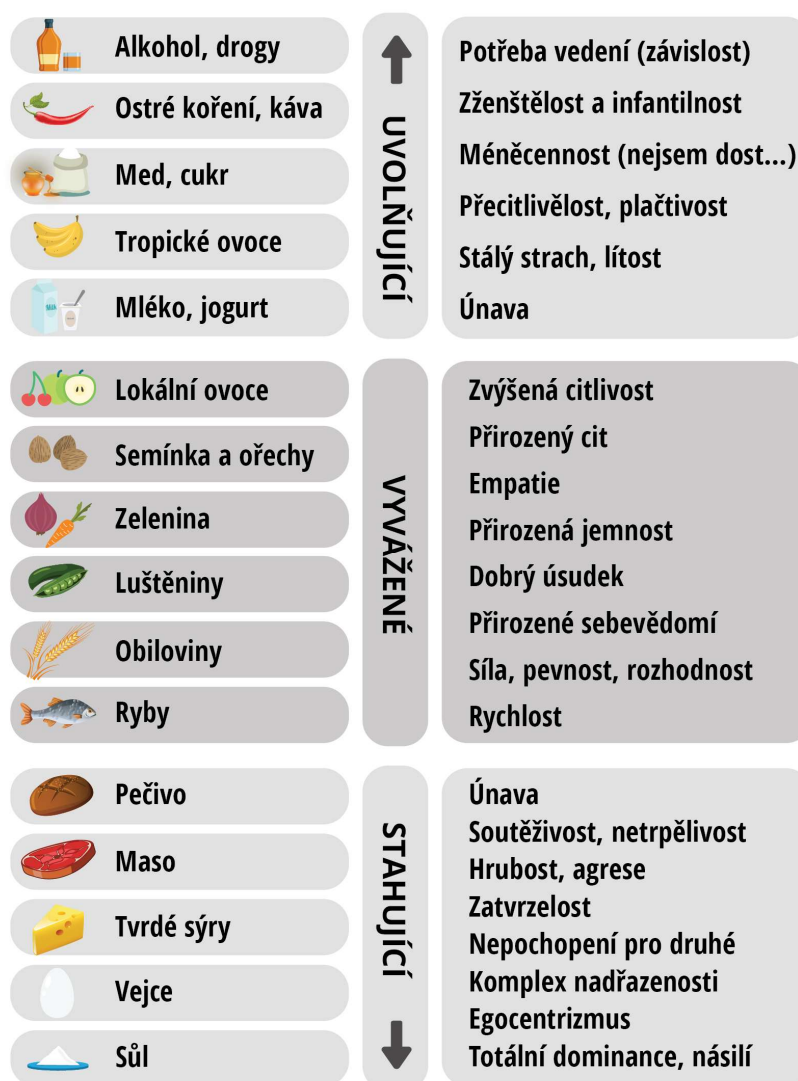 Alkohol, drogy
Ostré koření, káva
Med, cukr
Tropické ovoce
Mléko, jogurt
UVOLŇUJÍCÍ
Potřeba vedení (závislost)
Zženštělost a infantilnost
Méněcennost (nejsem dost...)
Přecitlivělost, plačtivost
Stálý strach, lítost
Únava
Lokální ovoce
Semínka a ořechy
Zelenina
Luštěniny
Obiloviny
Ryby
VYVÁŽENÉ
Zvýšená citlivost
Přirozený cit
Empatie
Přirozená jemnost
Dobrý úsudek
Přirozené sebevědomí
Síla, pevnost, rozhodnost
Rychlost
Pečivo
Maso
Tvrdé sýry
Vejce
Sůl
STAHUJÍCÍ
Únava
Soutěživost, netrpělivost
Hrubost, agrese
Zatvrzelost
Nepochopení pro druhé
Komplex nadřazenosti
Egocentrizmus
Totální dominance, násilí